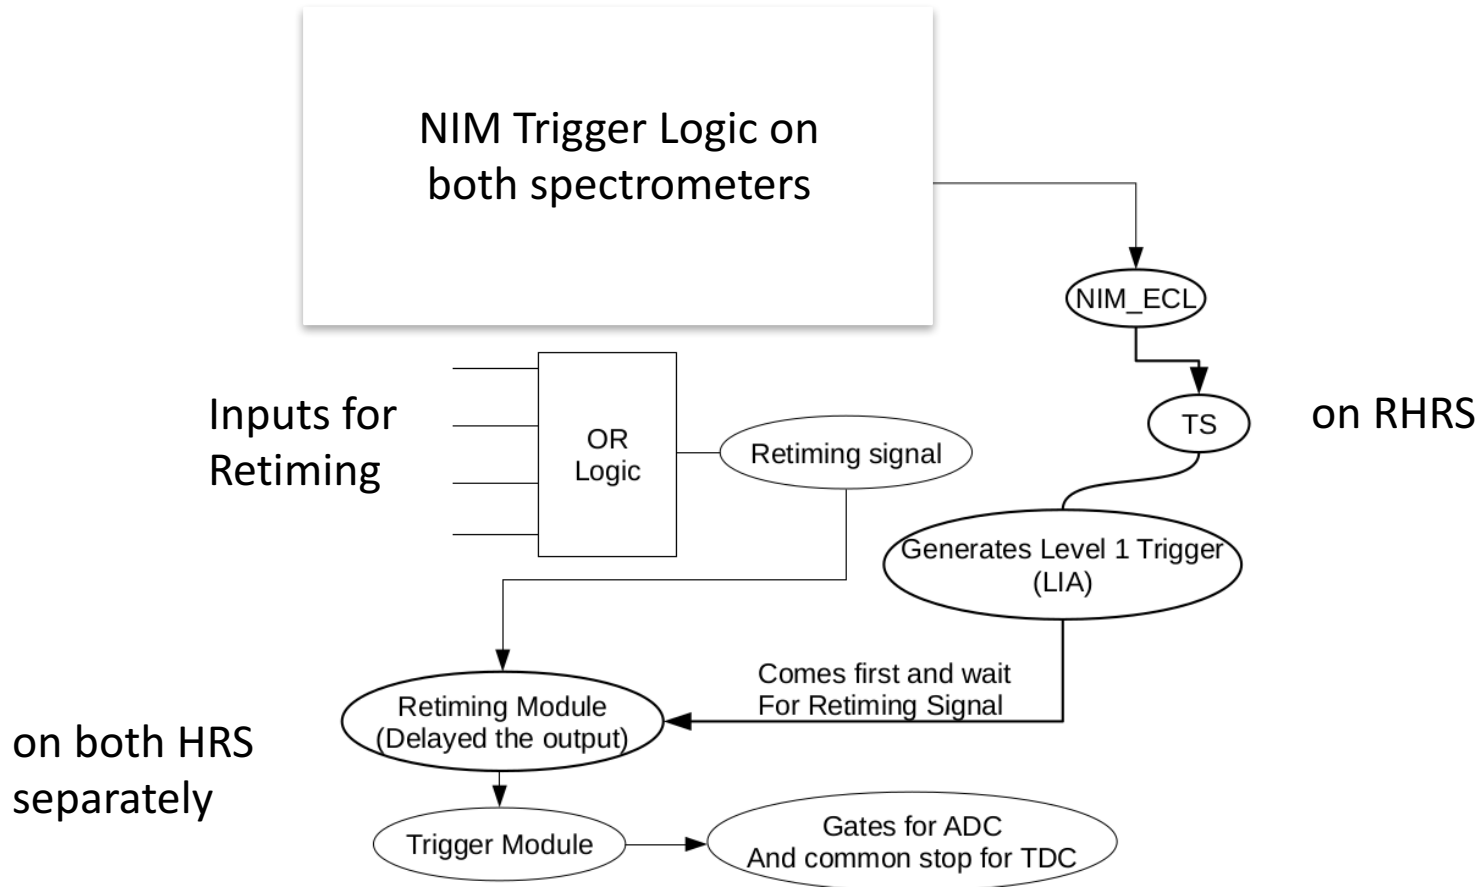 NIM Trigger Logic on
both spectrometers
NIM_ECL
TS
on RHRS
Inputs for
Retiming
OR
Logic
Retiming signal
Generates Level 1 Trigger
(LIA)
Comes first and wait
For Retiming Signal
Retiming Module
(Delayed the output)
on both HRS
separately
Trigger Module
Gates for ADC
And common stop for TDC